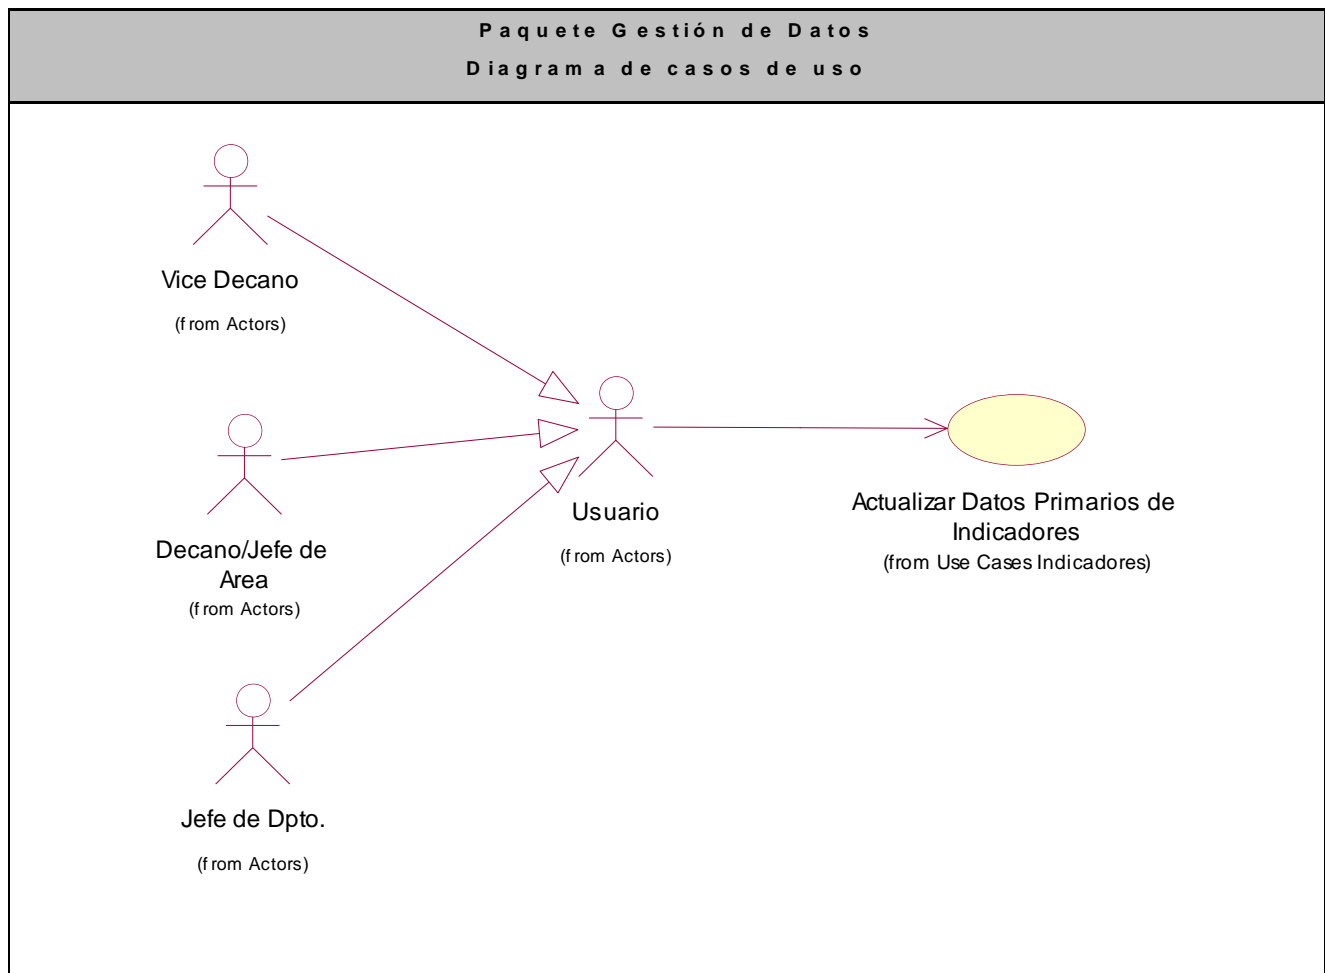 Paquete Gestión de Datos
Diagrama de casos de uso
Vice Decano
(from Actors)
Decano/Jefe de
Area
(from Actors)
Usuario
(from Actors)
Actualizar Datos Primarios de
Indicadores
(from Use Cases Indicadores)
Jefe de Dpto.
(from Actors)